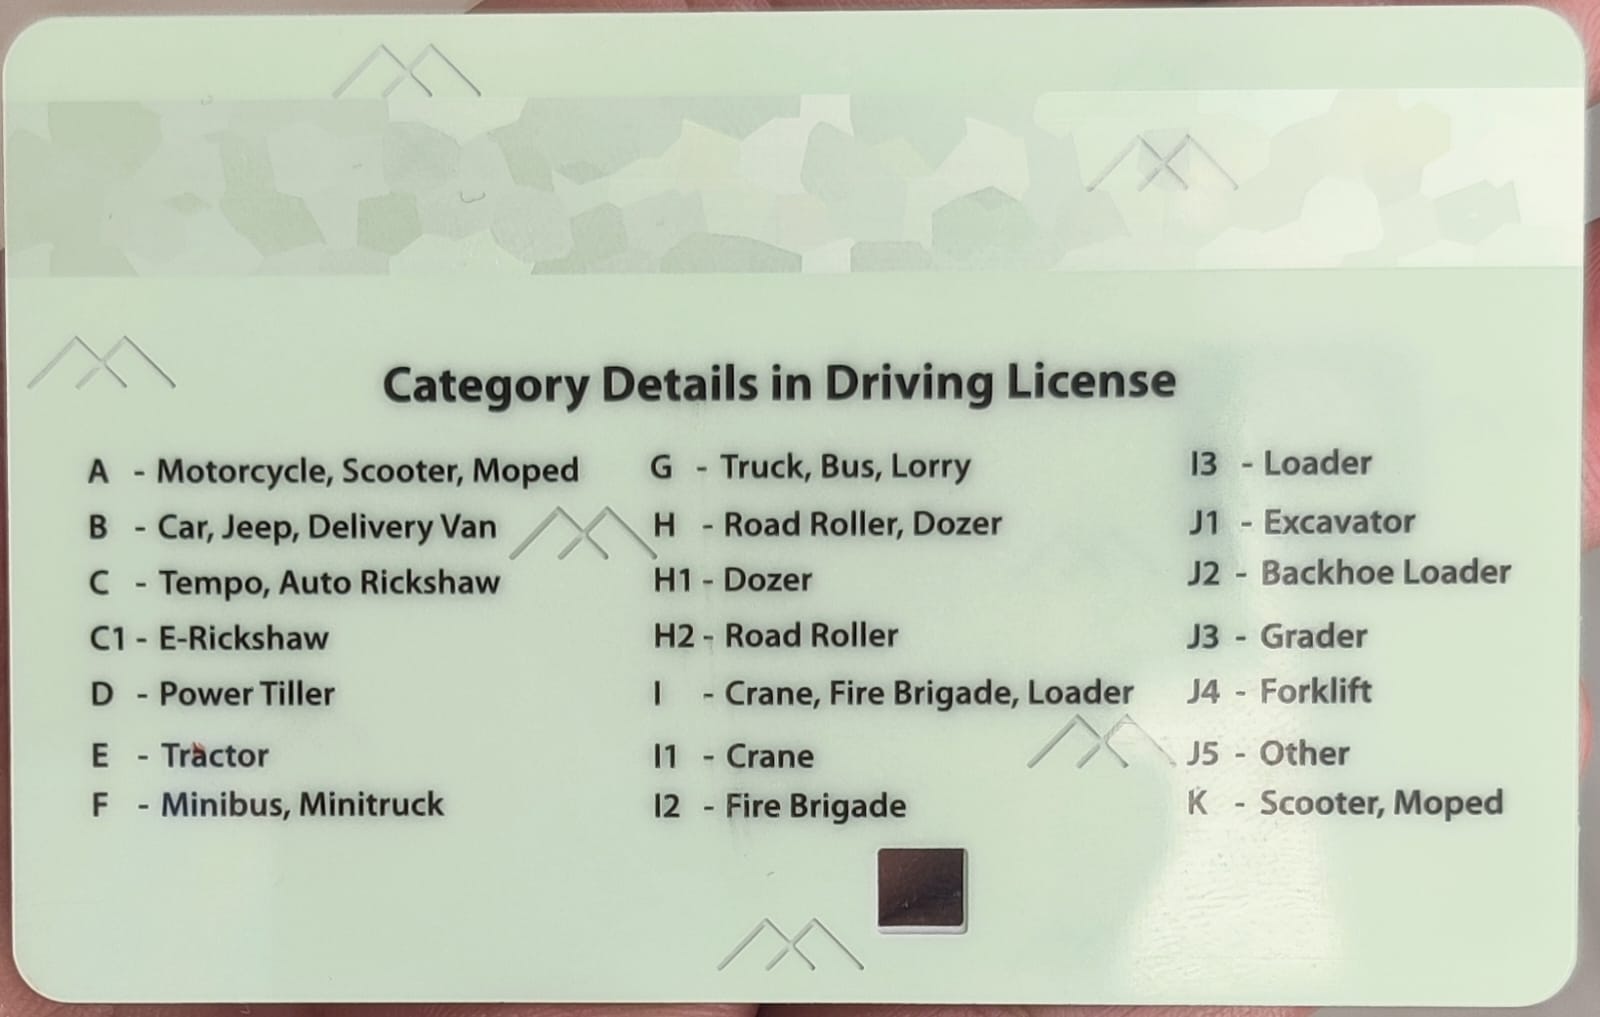 Category Details in Driving License
A - Motorcycle, Scooter, Moped
B - Car, Jeep, Delivery Van
C - Tempo, Auto Rickshaw
C1 - E-Rickshaw
D - Power Tiller
E - Tractor
F - Minibus, Minitruck
G - Truck, Bus, Lorry
H - Road Roller, Dozer
H1 - Dozer
H2 - Road Roller
I - Crane, Fire Brigade, Loader
I1 - Crane
I2 - Fire Brigade
I3 - Loader
J1 - Excavator
J2 - Backhoe Loader
J3 - Grader
J4 - Forklift
J5 - Other
K - Scooter, Moped